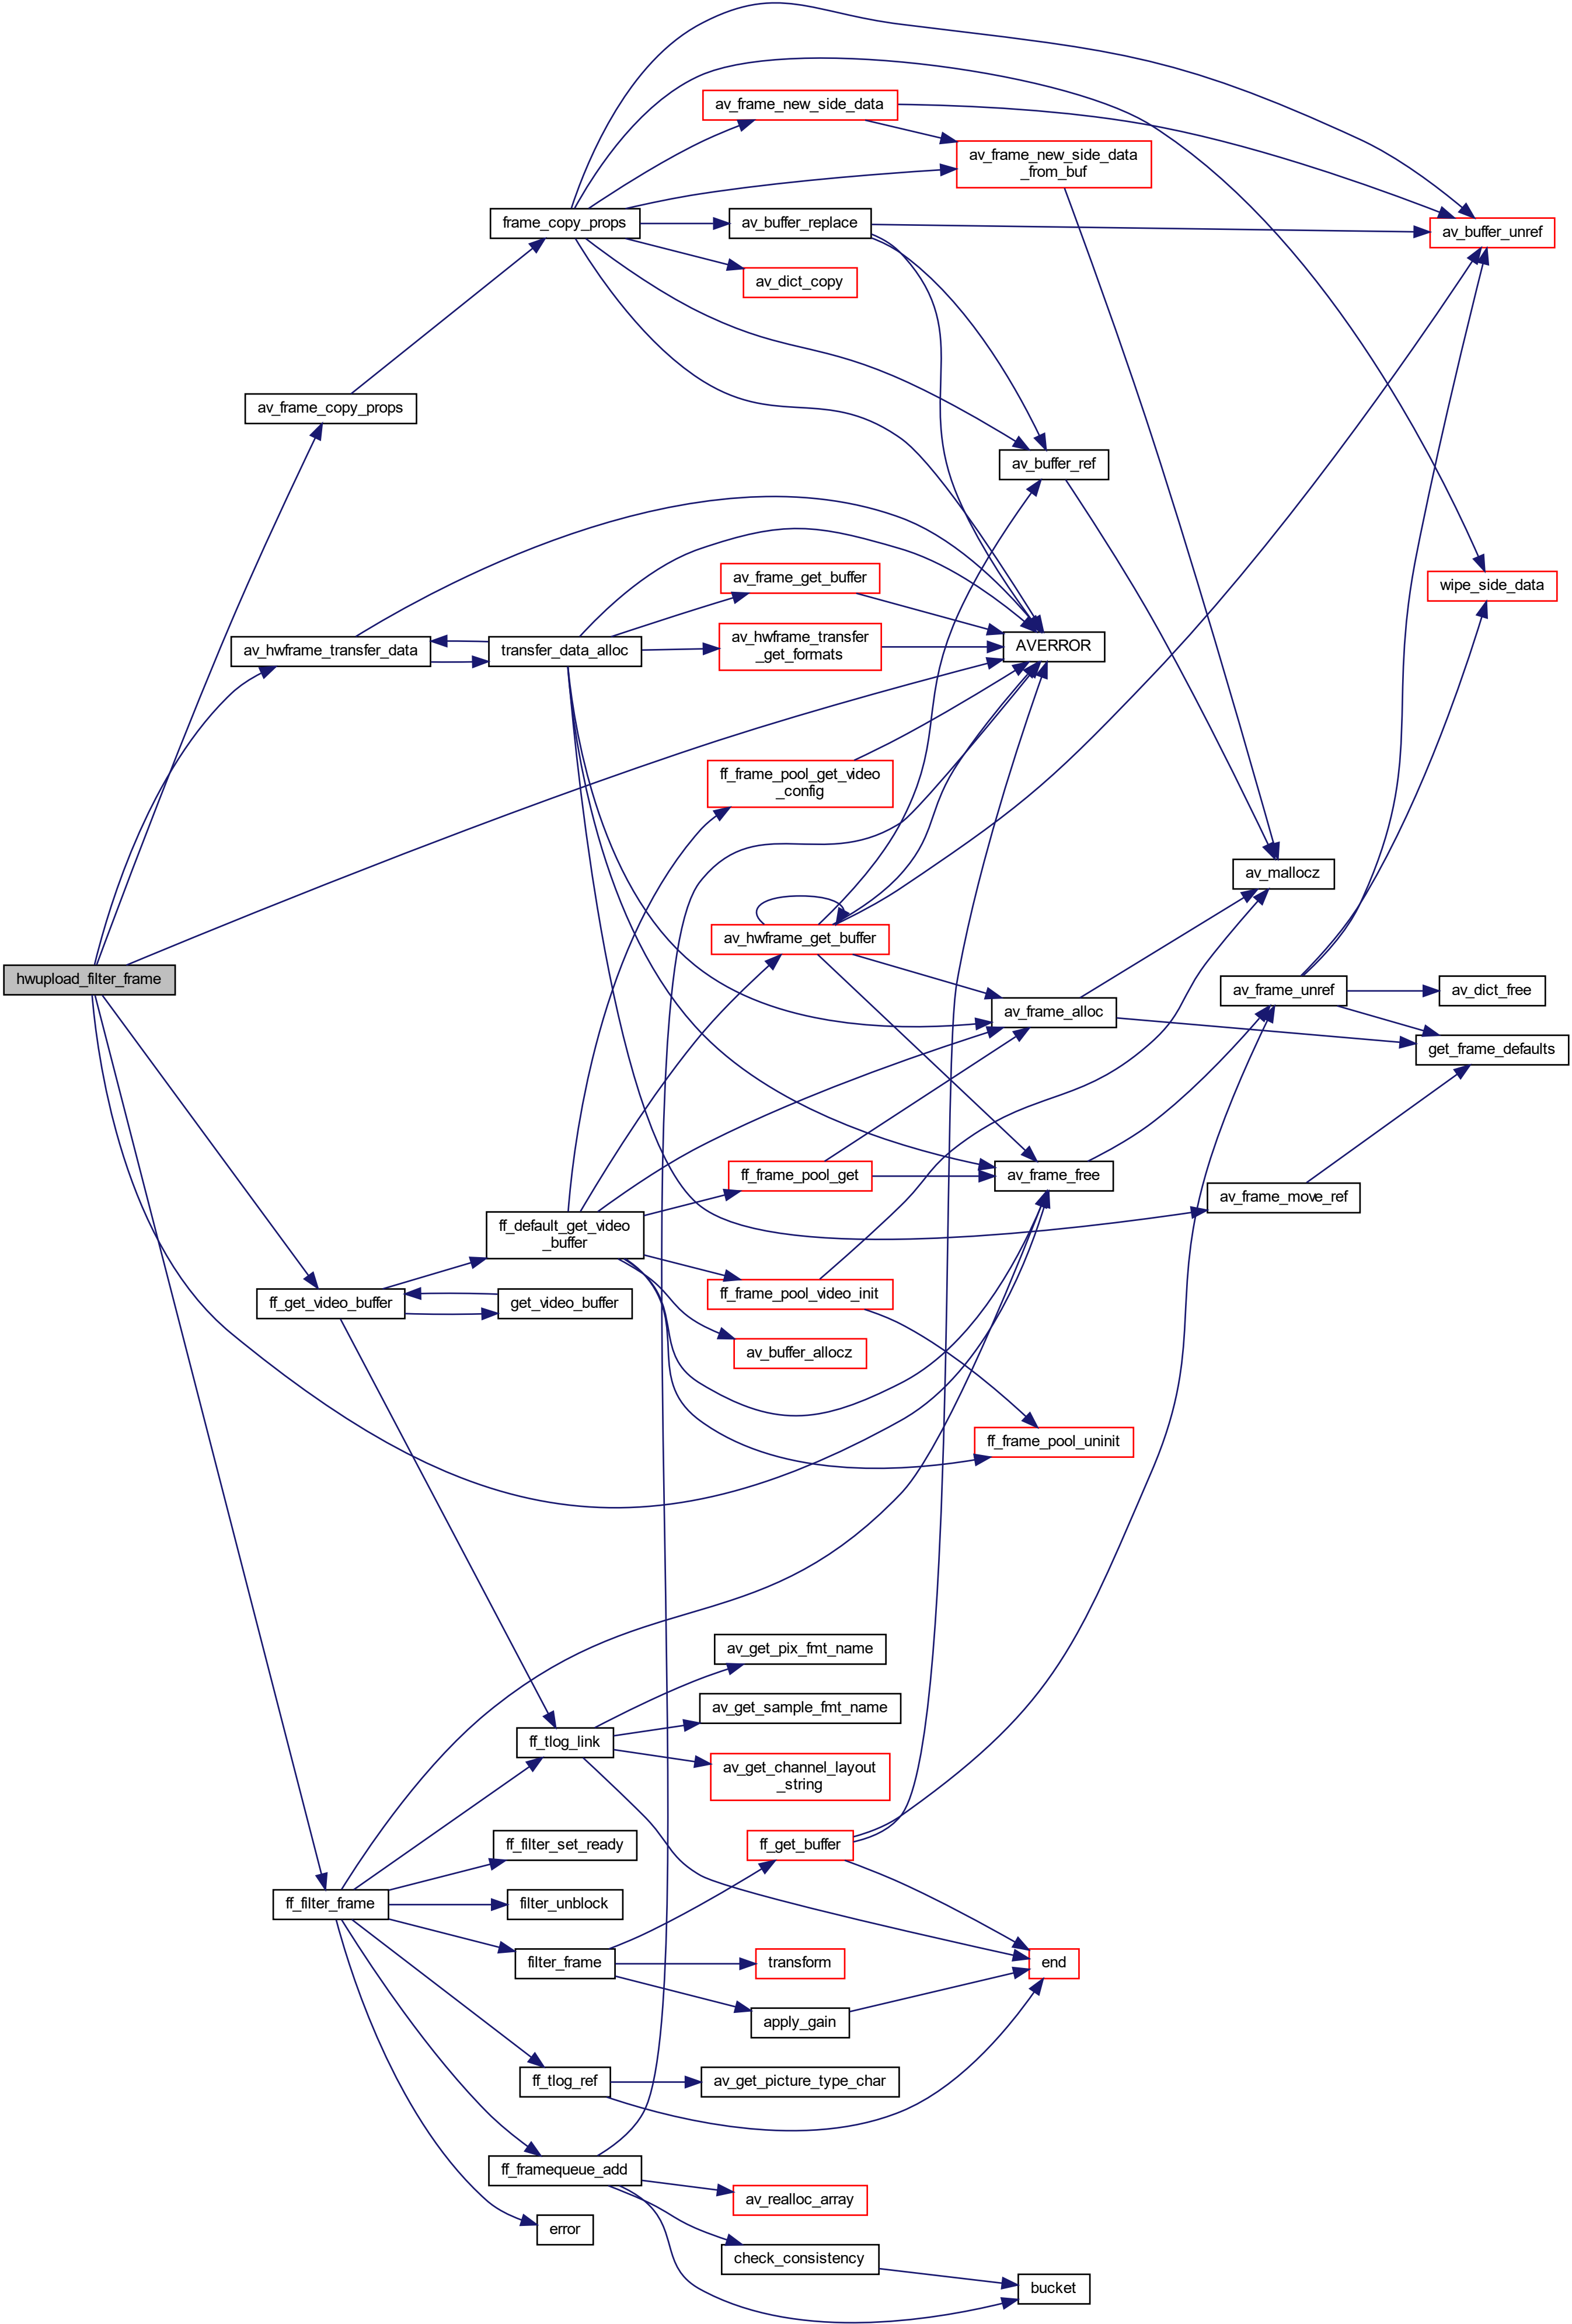 av_frame_new_side_data
av_frame_new_side_data
_from_buf
frame_copy_props
av_buffer_replace
av_buffer_unref
av_dict_copy
av_frame_copy_props
av_buffer_ref
av_frame_get_buffer
wipe_side_data
av_hwframe_transfer_data
transfer_data_alloc
av_hwframe_transfer
_get_formats
AVERROR
ff_frame_pool_get_video
_config
av_mallocz
av_hwframe_get_buffer
hwupload_filter_frame
av_frame_unref
av_dict_free
av_frame_alloc
get_frame_defaults
ff_frame_pool_get
av_frame_free
av_frame_move_ref
ff_default_get_video
_buffer
ff_get_video_buffer
get_video_buffer
ff_frame_pool_video_init
av_buffer_allocz
ff_frame_pool_uninit
av_get_pix_fmt_name
av_get_sample_fmt_name
ff_tlog_link
av_get_channel_layout
_string
ff_filter_set_ready
ff_get_buffer
ff_filter_frame
filter_unblock
filter_frame
transform
end
apply_gain
ff_tlog_ref
av_get_picture_type_char
ff_framequeue_add
av_realloc_array
error
check_consistency
bucket